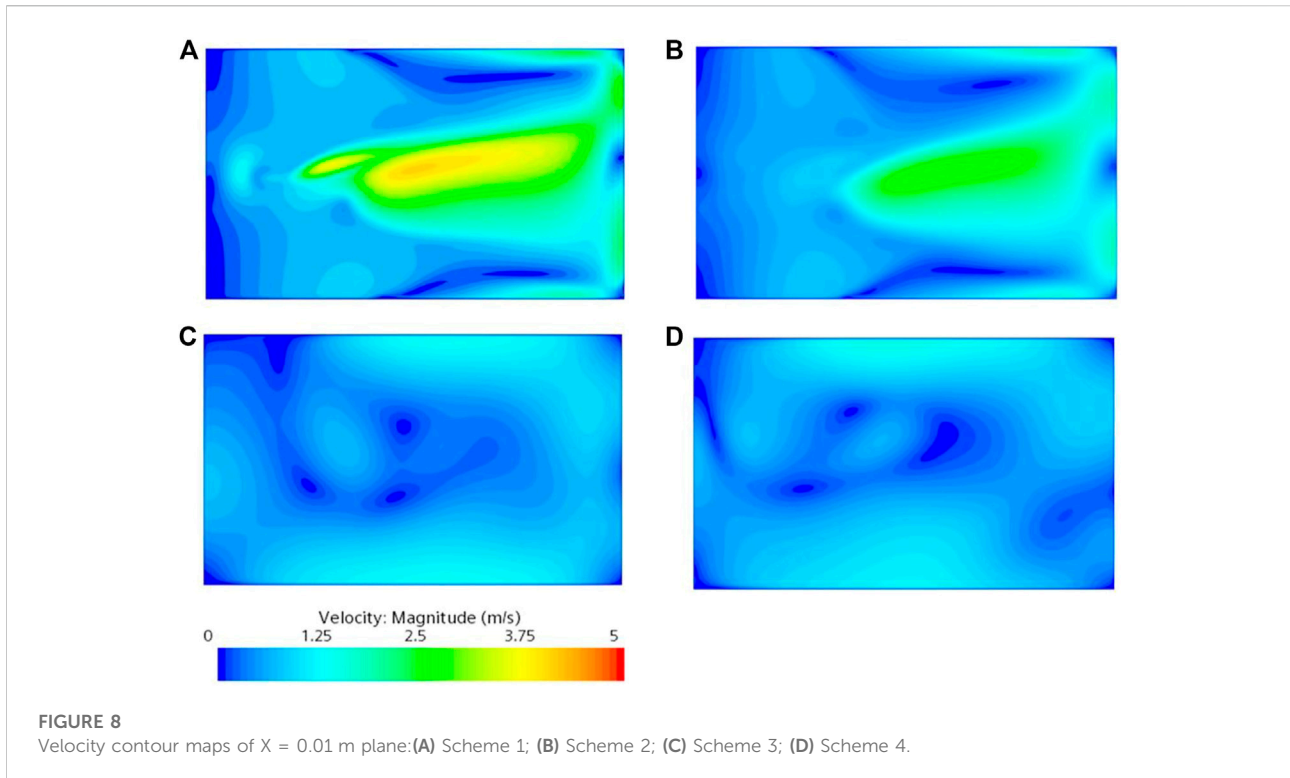 A
B
C
D
Velocity: Magnitude (m/s)
0 1.25 2.5 3.75 5
FIGURE 8
Velocity contour maps of X = 0.01 m plane:(A) Scheme 1; (B) Scheme 2; (C) Scheme 3; (D) Scheme 4.